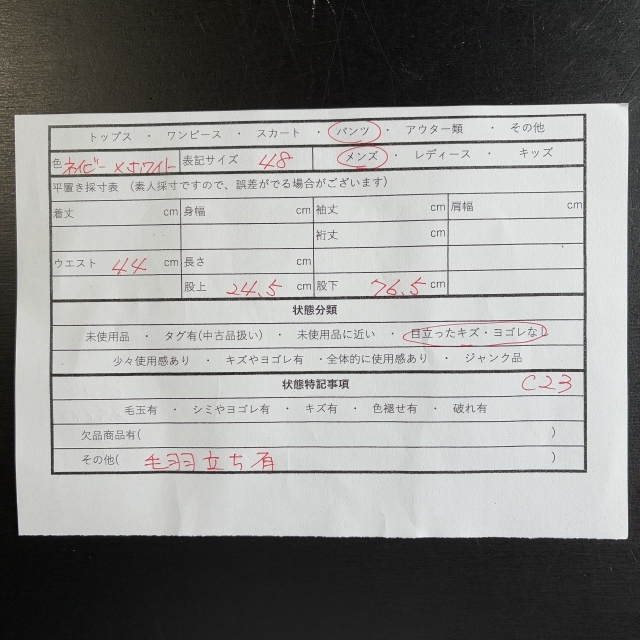 トップス ・ ワンピース ・ スカート ・ パンツ ・ アウター類 ・ その他
色 ネイビー×ホワイト 表記サイズ 48 メンズ ・ レディース ・ キッズ
平置き採寸表 (素人採寸ですので、誤差がでる場合がございます)
着丈 cm 身幅 cm 袖丈 cm 肩幅 cm
裄丈 cm
ウエスト 44 cm 長さ cm
股上 24.5 cm 股下 76.5 cm
状態分類
未使用品 ・ タグ有(中古品扱い) ・ 未使用に近い ・ 目立ったキズ・ヨゴレなし
少々使用感あり ・ キズやヨゴレ有 ・全体的に使用感あり ・ ジャンク品
状態特記事項 C23
毛玉有 ・ シミやヨゴレ有 ・ キズ有 ・ 色褪せ有 ・ 破れ有
欠品商品有( )
その他( 毛羽立ち有 )